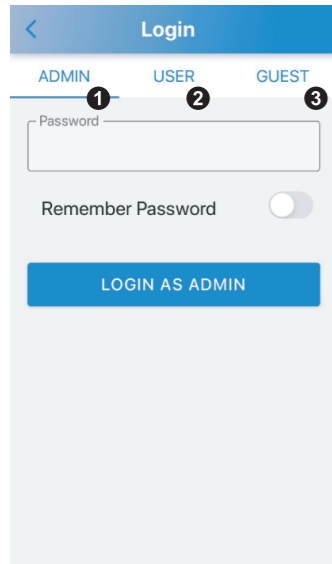 Login
ADMIN USER GUEST
1 2 3
Password
Remember Password
LOGIN AS ADMIN